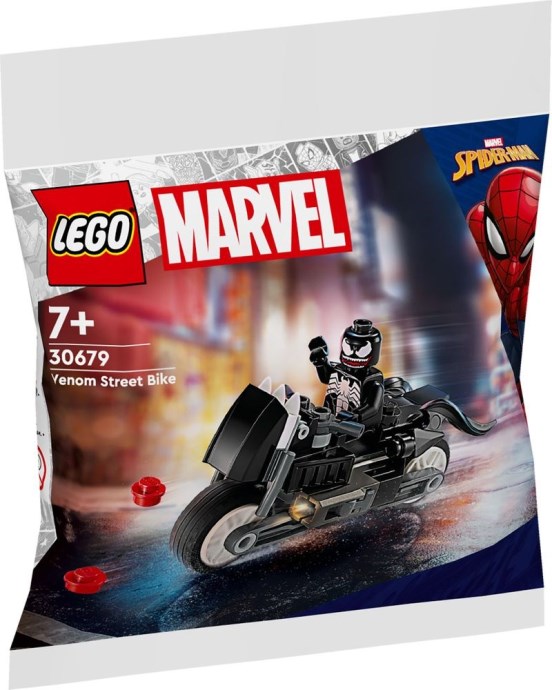 MARVEL
SPIDER-MAN
LEGO
MARVEL
7+
30679
Venom Street Bike